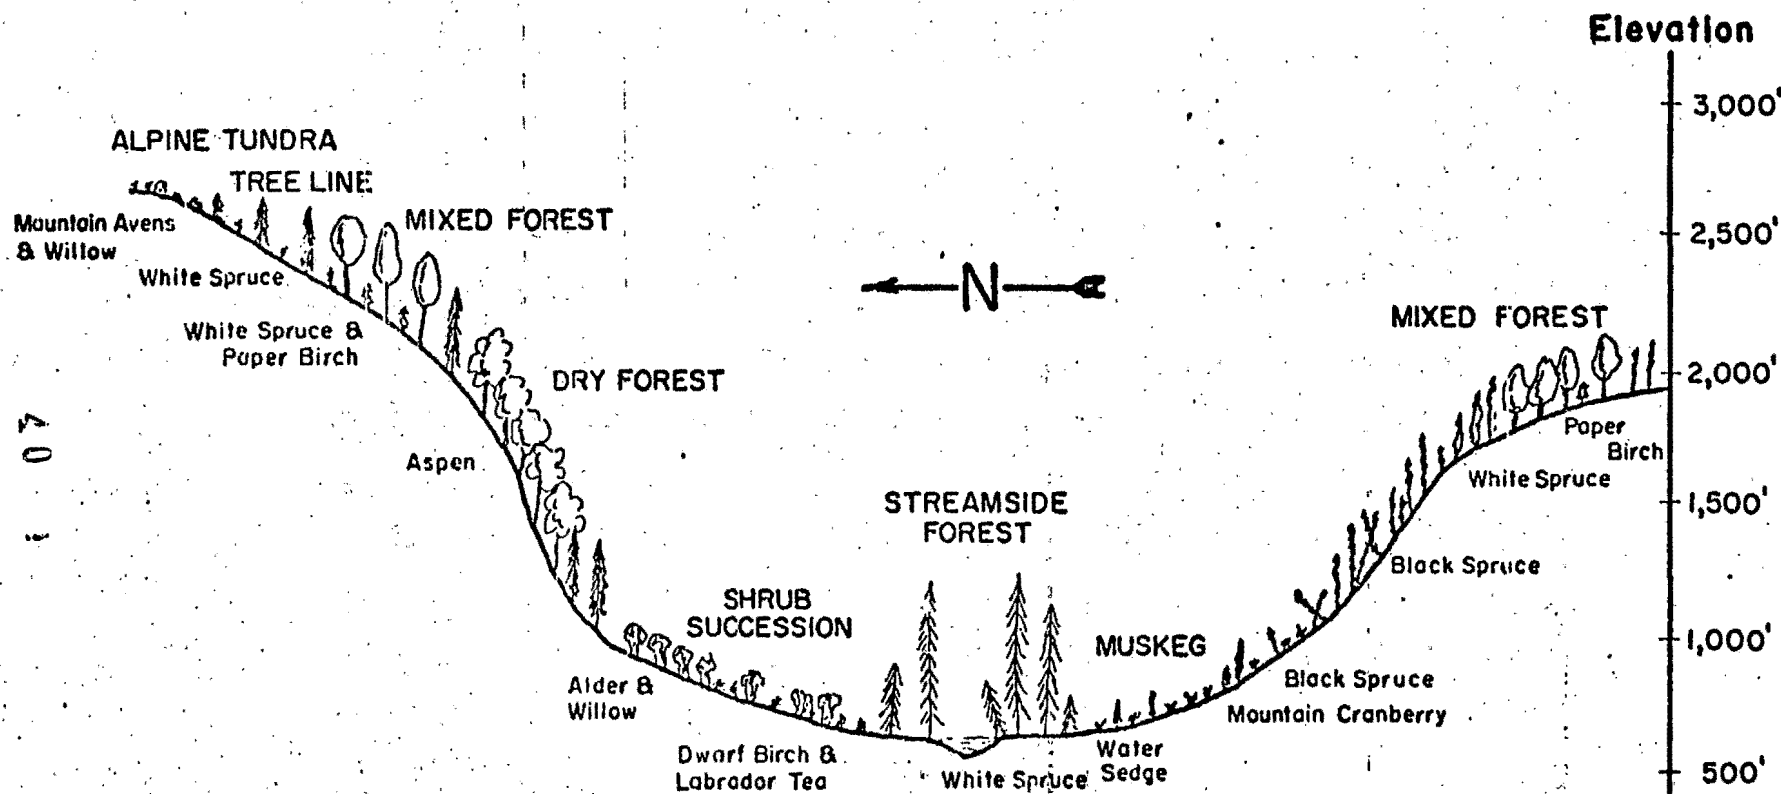 Elevation
3,000'
ALPINE TUNDRA
TREE LINE
MIXED FOREST
Mountain Avens
& Willow
2,500'
White Spruce
N
White Spruce &
Paper Birch
MIXED FOREST
DRY FOREST
2,000'
Aspen
Paper
Birch
White Spruce
40
STREAMSIDE
FOREST
1,500'
Black Spruce
SHRUB
SUCCESSION
MUSKEG
1,000'
Alder &
Willow
Black Spruce
Mountain Cranberry
Dwarf Birch &
Labrador Tea
White Spruce
Water
Sedge
500'